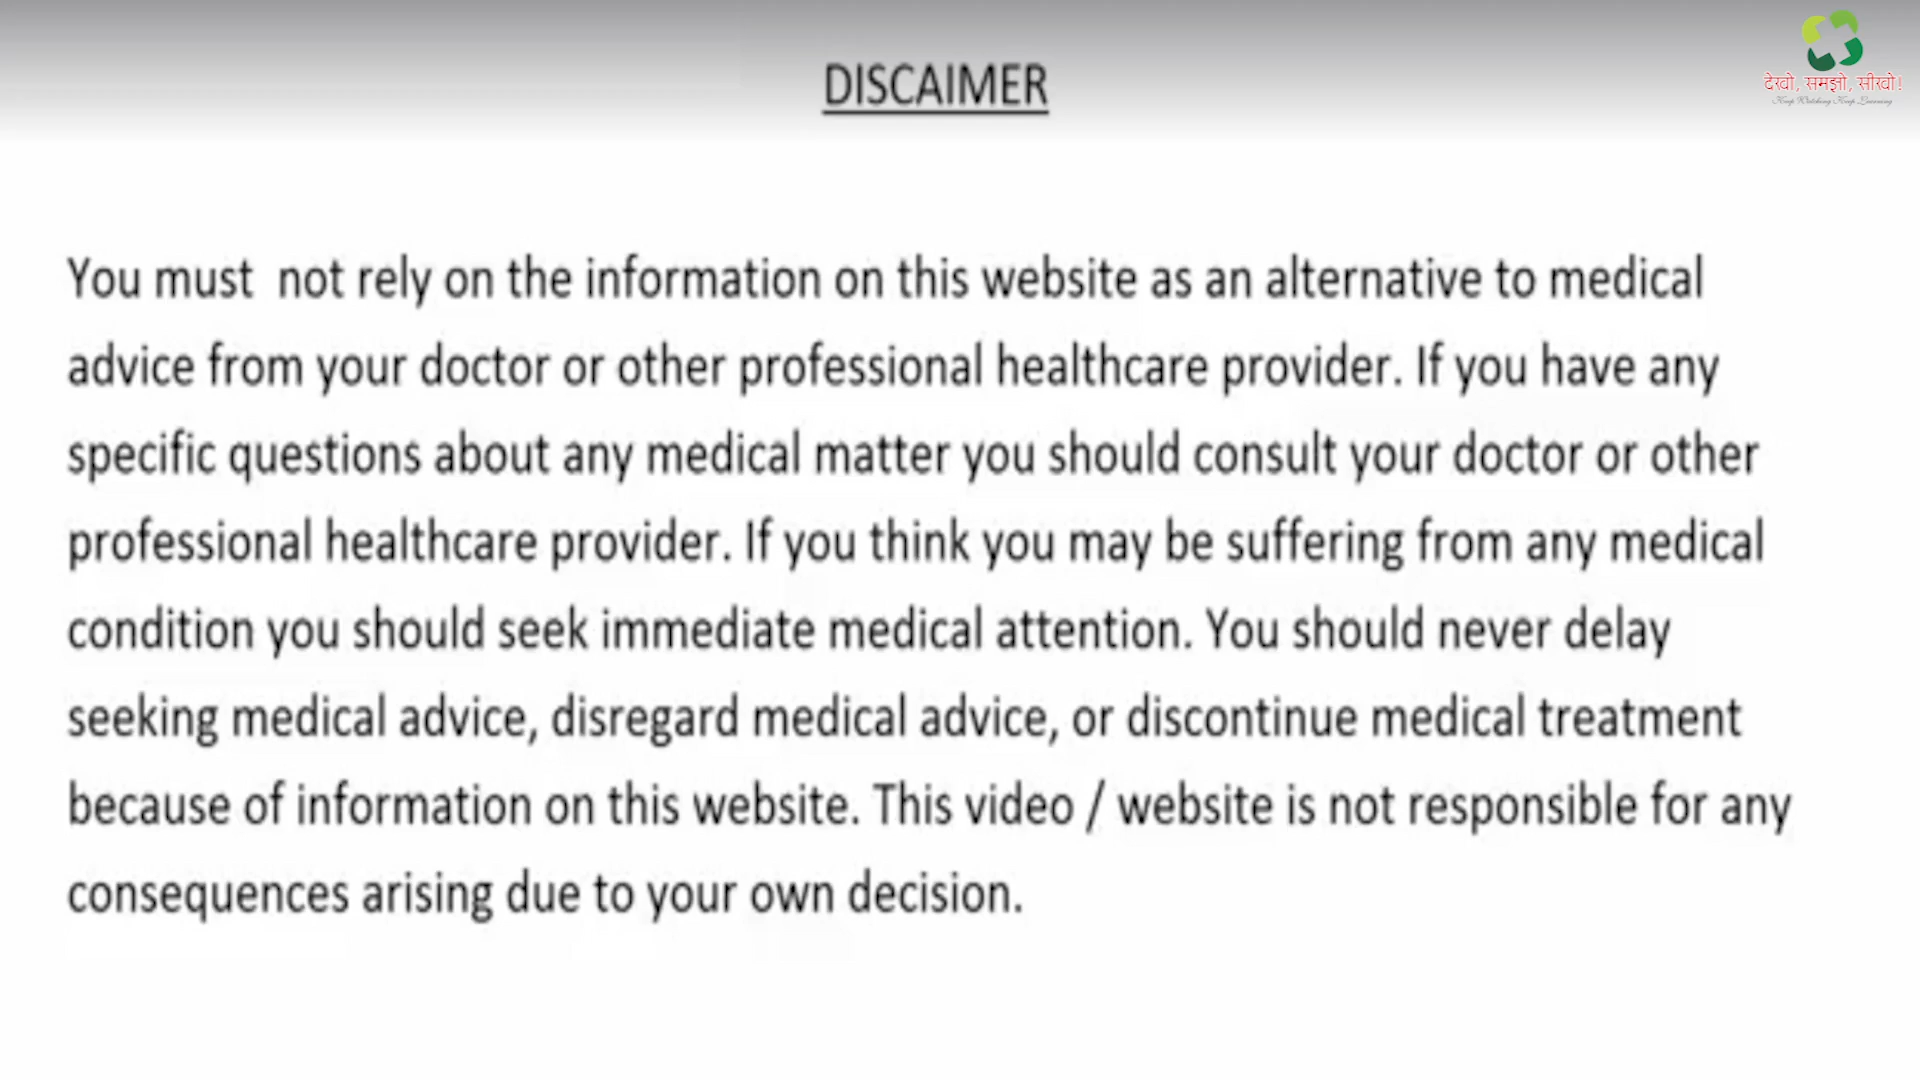 DISCAIMER
देखो, समझो, सीखो!
Keep Watching Keep Learning
You must  not rely on the information on this website as an alternative to medical
advice from your doctor or other professional healthcare provider. If you have any
specific questions about any medical matter you should consult your doctor or other
professional healthcare provider. If you think you may be suffering from any medical
condition you should seek immediate medical attention. You should never delay
seeking medical advice, disregard medical advice, or discontinue medical treatment
because of information on this website. This video / website is not responsible for any
consequences arising due to your own decision.